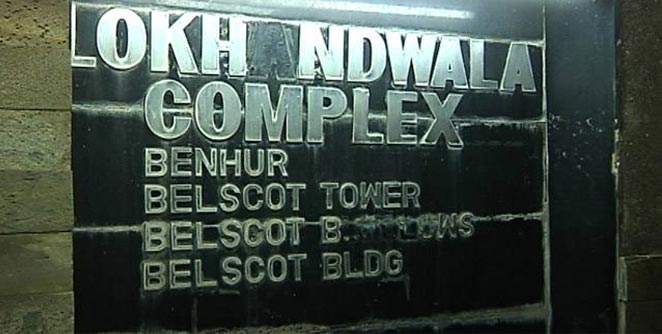 LOKHANDWALA
COMPLEX
BENHUR
BELSCOT TOWER
BELSCOT
BELSCOT BLDG